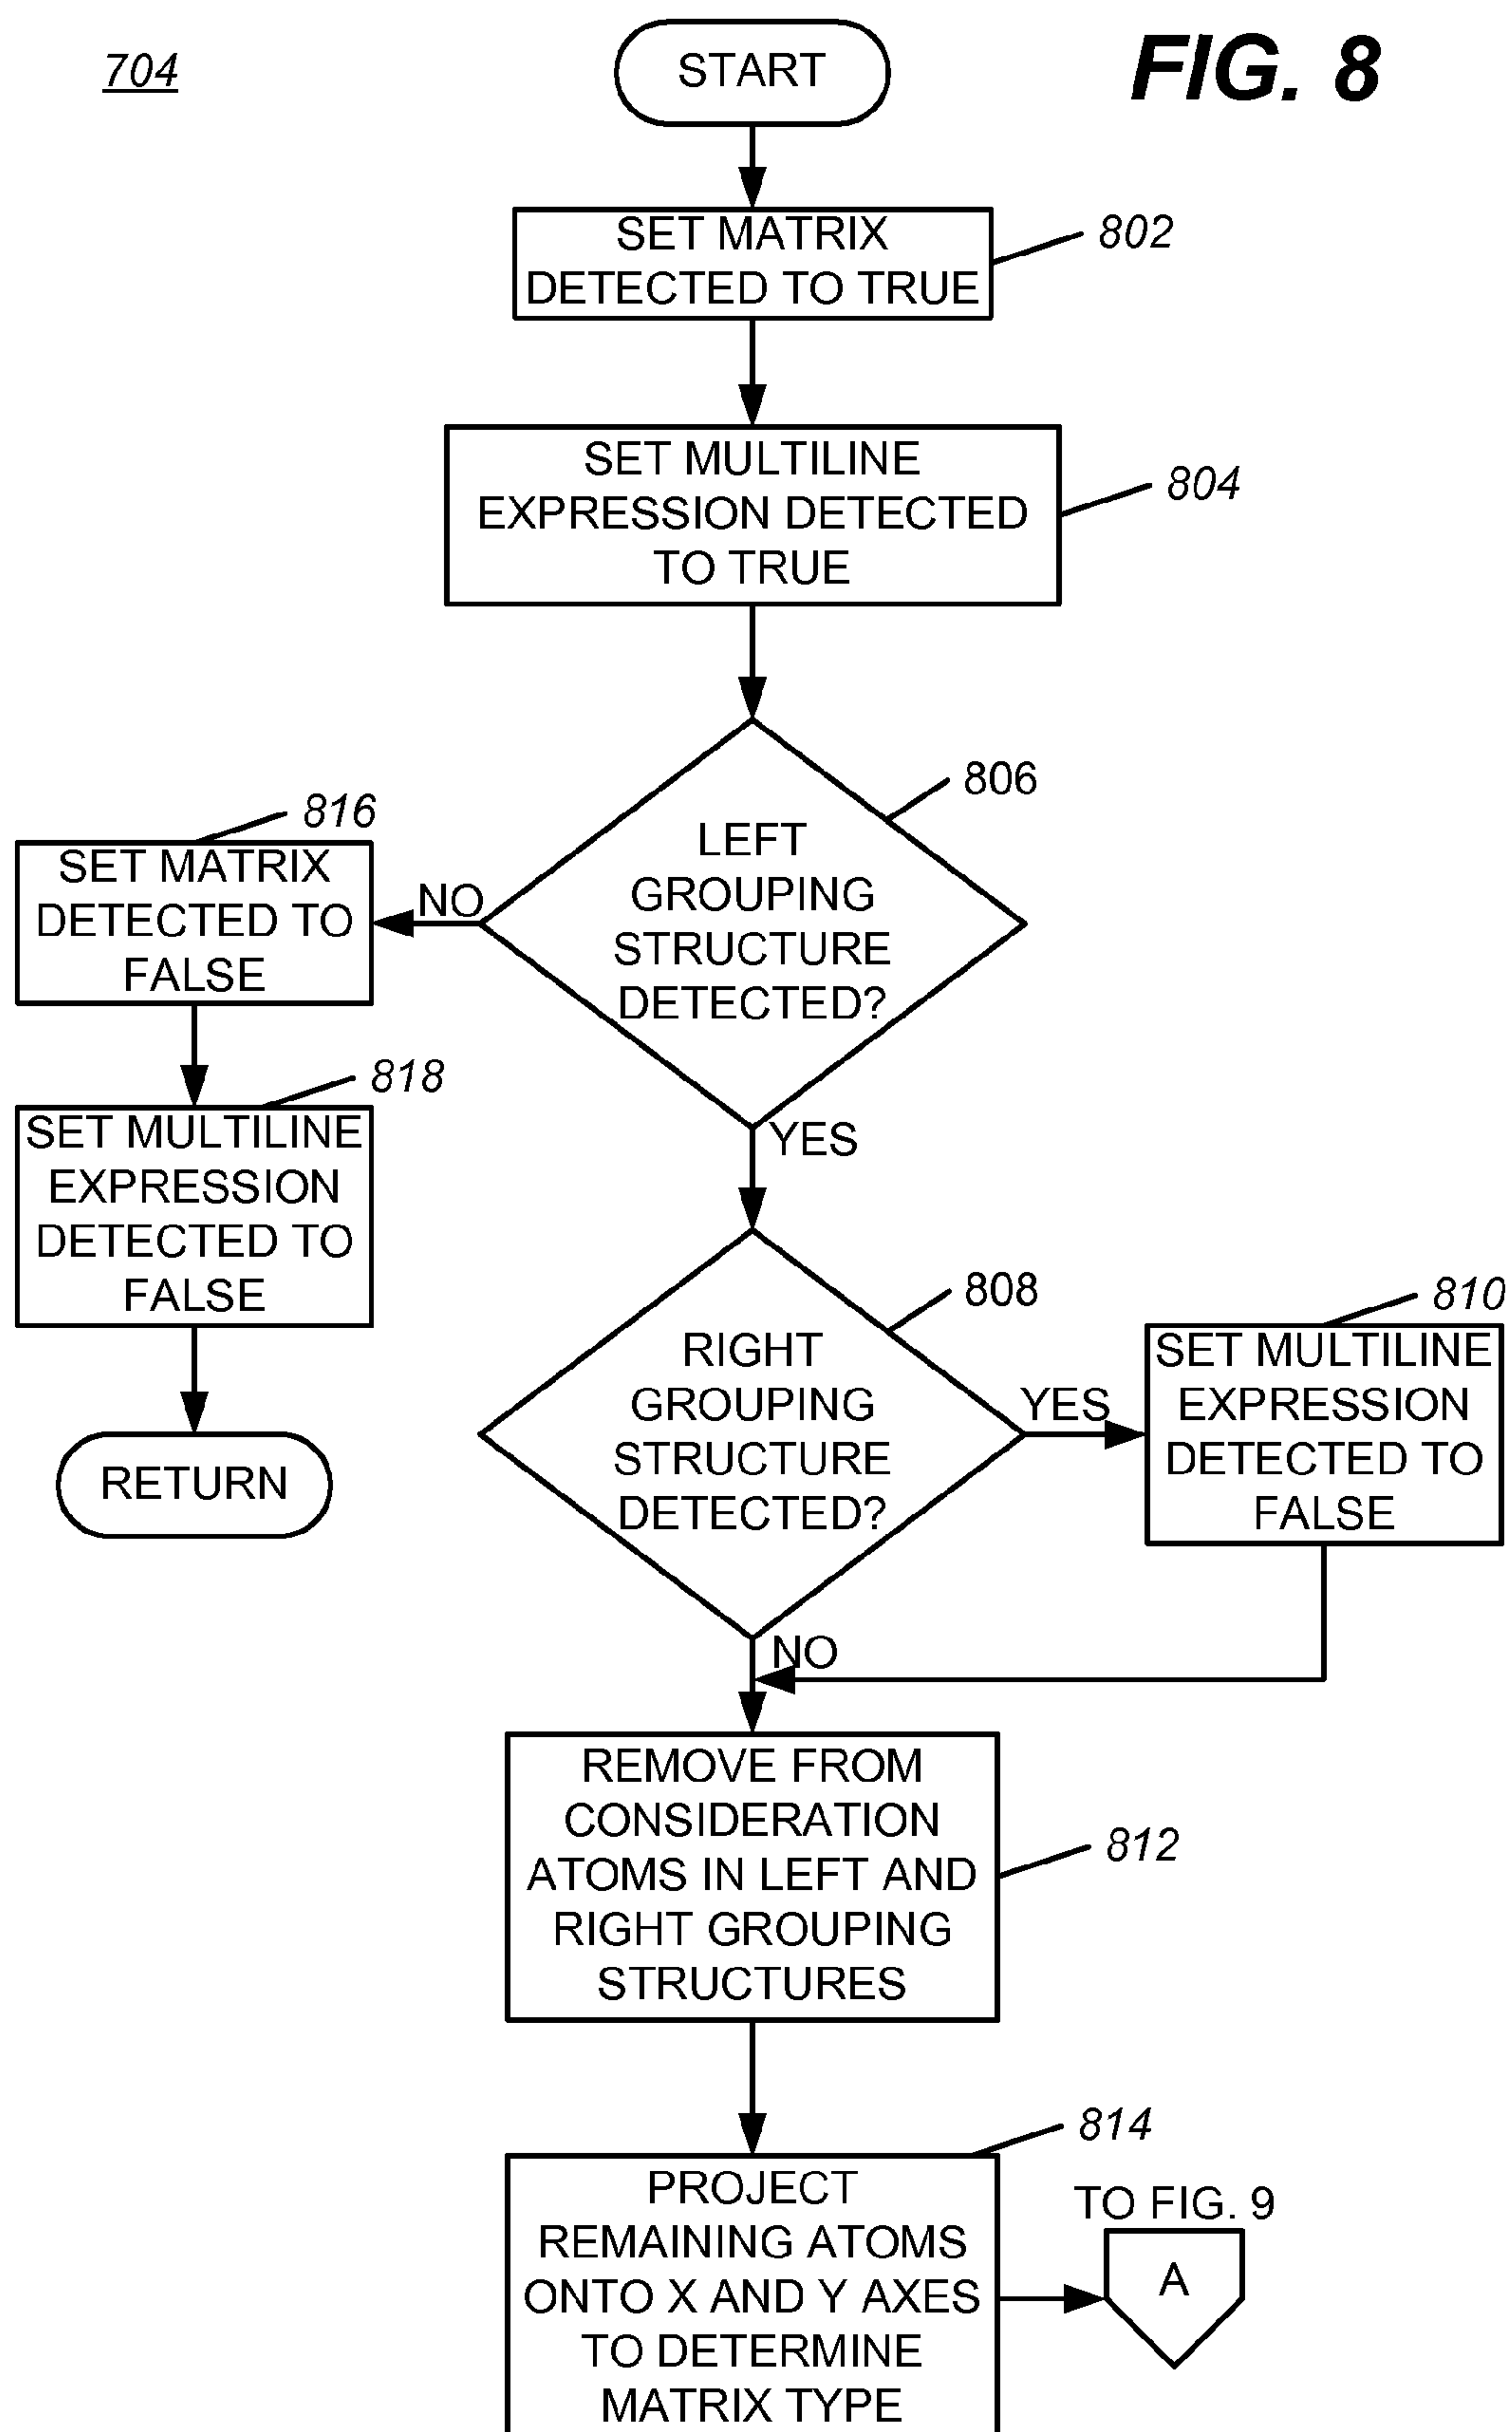 704
START
FIG. 8
SET MATRIX
DETECTED TO TRUE
802
SET MULTILINE
EXPRESSION DETECTED
TO TRUE
804
LEFT
GROUPING
STRUCTURE
DETECTED?
806
NO
816
SET MATRIX
DETECTED TO
FALSE
818
SET MULTILINE
EXPRESSION
DETECTED TO
FALSE
RETURN
YES
RIGHT
GROUPING
STRUCTURE
DETECTED?
808
YES
810
SET MULTILINE
EXPRESSION
DETECTED TO
FALSE
NO
REMOVE FROM
CONSIDERATION
ATOMS IN LEFT AND
RIGHT GROUPING
STRUCTURES
812
814
PROJECT
REMAINING ATOMS
ONTO X AND Y AXES
TO DETERMINE
MATRIX TYPE
TO FIG. 9
A